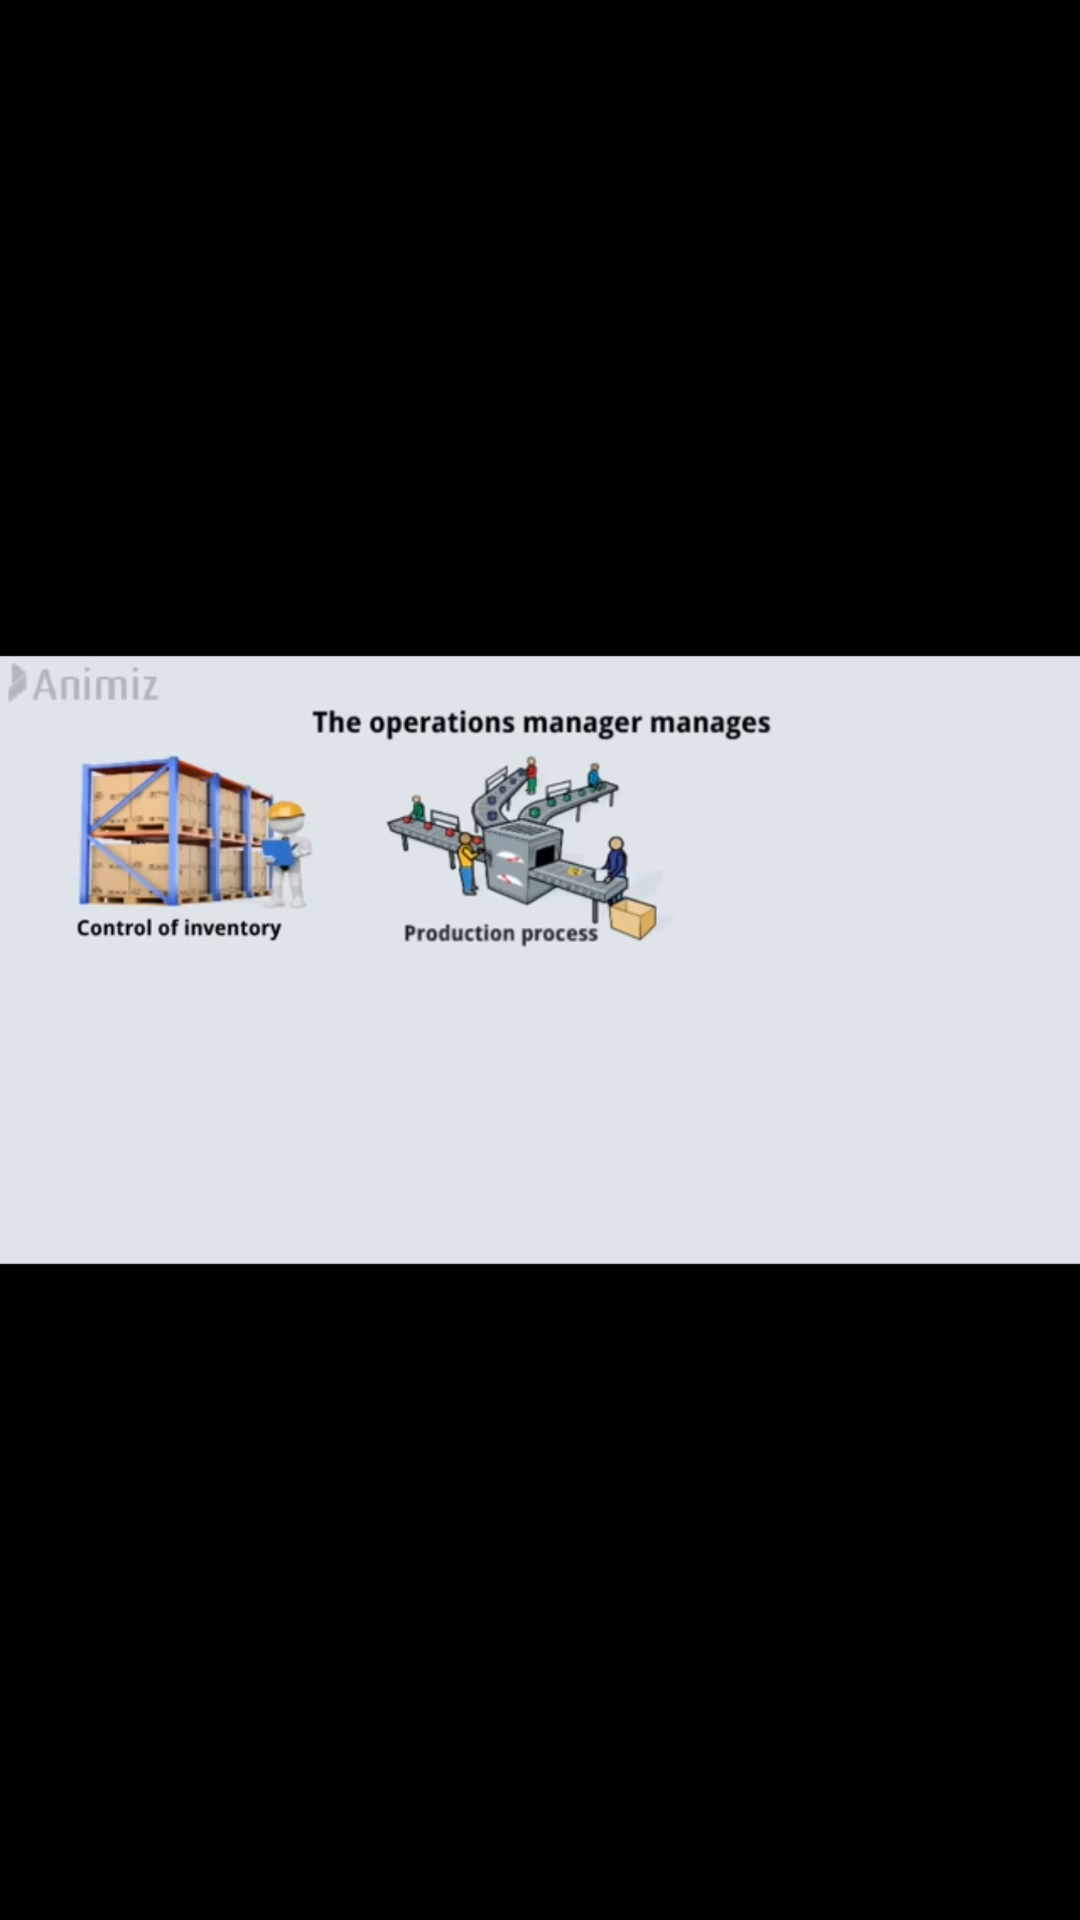 Animiz
The operations manager manages
Control of inventory
Production process